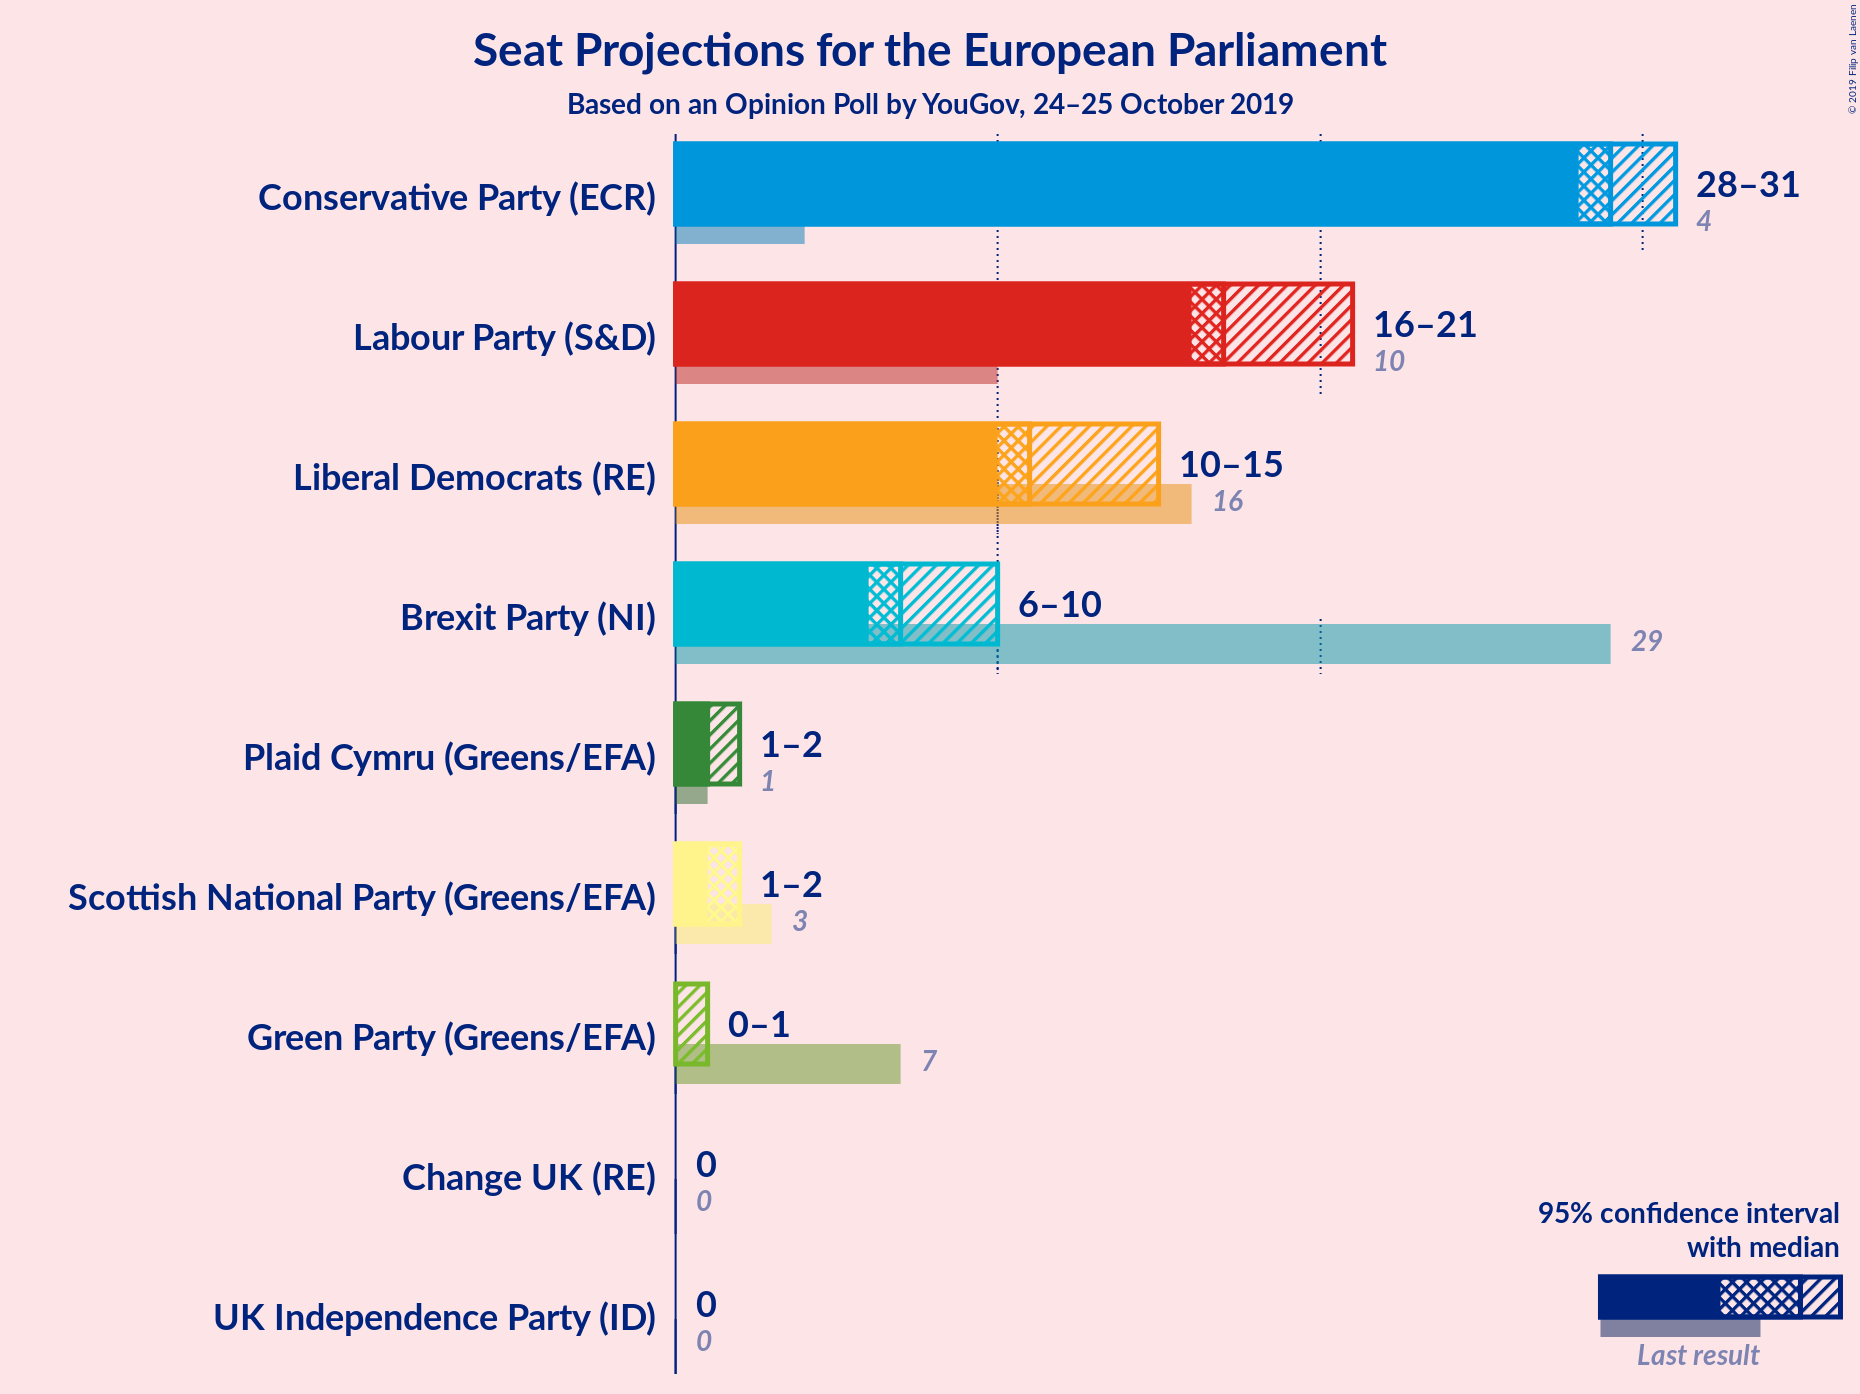 Seat Projections for the European Parliament
Based on an Opinion Poll by YouGov, 24–25 October 2019
© 2019 Filip van Laenen
Conservative Party (ECR)
28–31
4
Labour Party (S&D)
16–21
10
Liberal Democrats (RE)
10–15
16
Brexit Party (NI)
6–10
29
Plaid Cymru (Greens/EFA)
1–2
1
Scottish National Party (Greens/EFA)
1–2
3
Green Party (Greens/EFA)
0–1
7
Change UK (RE)
0
0
UK Independence Party (ID)
0
0
95% confidence interval
with median
Last result